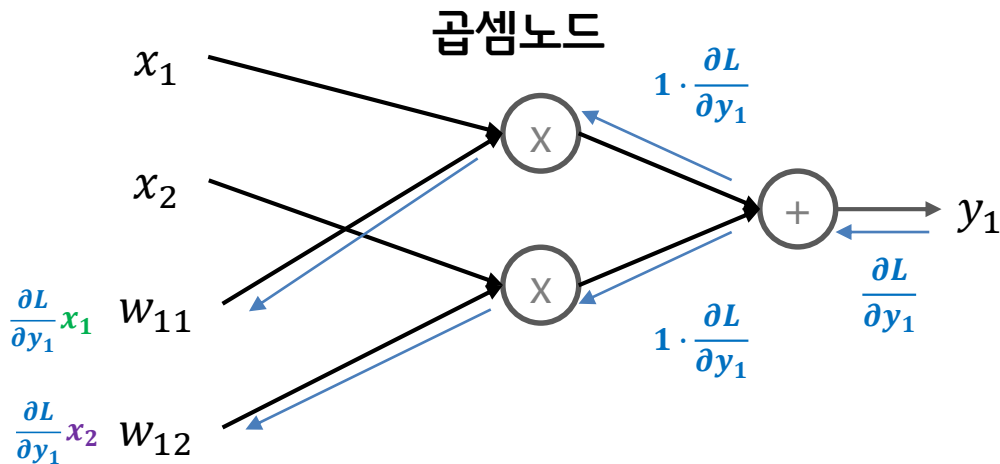 곱셈노드
x₁
x
1 · ∂L/∂y₁
x₂
+
y₁
∂L/∂y₁ x₁ w₁₁
x
1 · ∂L/∂y₁
∂L/∂y₁
∂L/∂y₁ x₂ w₁₂